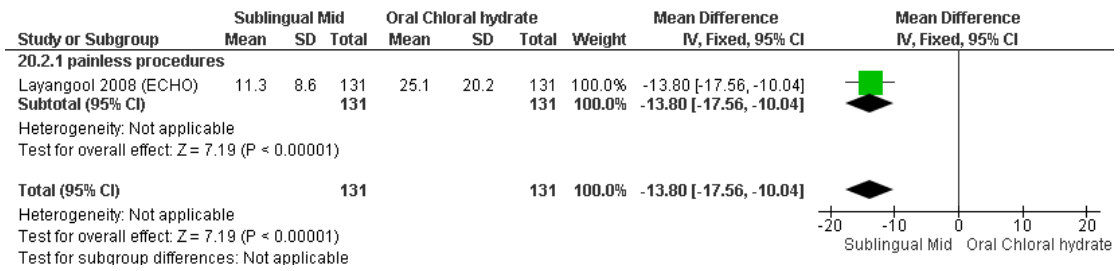 Sublingual Mid Oral Chloral hydrate Mean Difference Mean Difference
Study or Subgroup Mean SD Total Mean SD Total Weight IV, Fixed, 95% CI IV, Fixed, 95% CI
20.2.1 painless procedures
Layangool 2008 (ECHO) 11.3 8.6 131 25.1 20.2 131 100.0% -13.80 [-17.56, -10.04]
Subtotal (95% CI) 131 131 100.0% -13.80 [-17.56, -10.04]
Heterogeneity: Not applicable
Test for overall effect: Z = 7.19 (P < 0.00001)
Total (95% CI) 131 131 100.0% -13.80 [-17.56, -10.04]
Heterogeneity: Not applicable
Test for overall effect: Z = 7.19 (P < 0.00001)
Test for subgroup differences: Not applicable
-20 -10 0 10 20
Sublingual Mid Oral Chloral hydrate